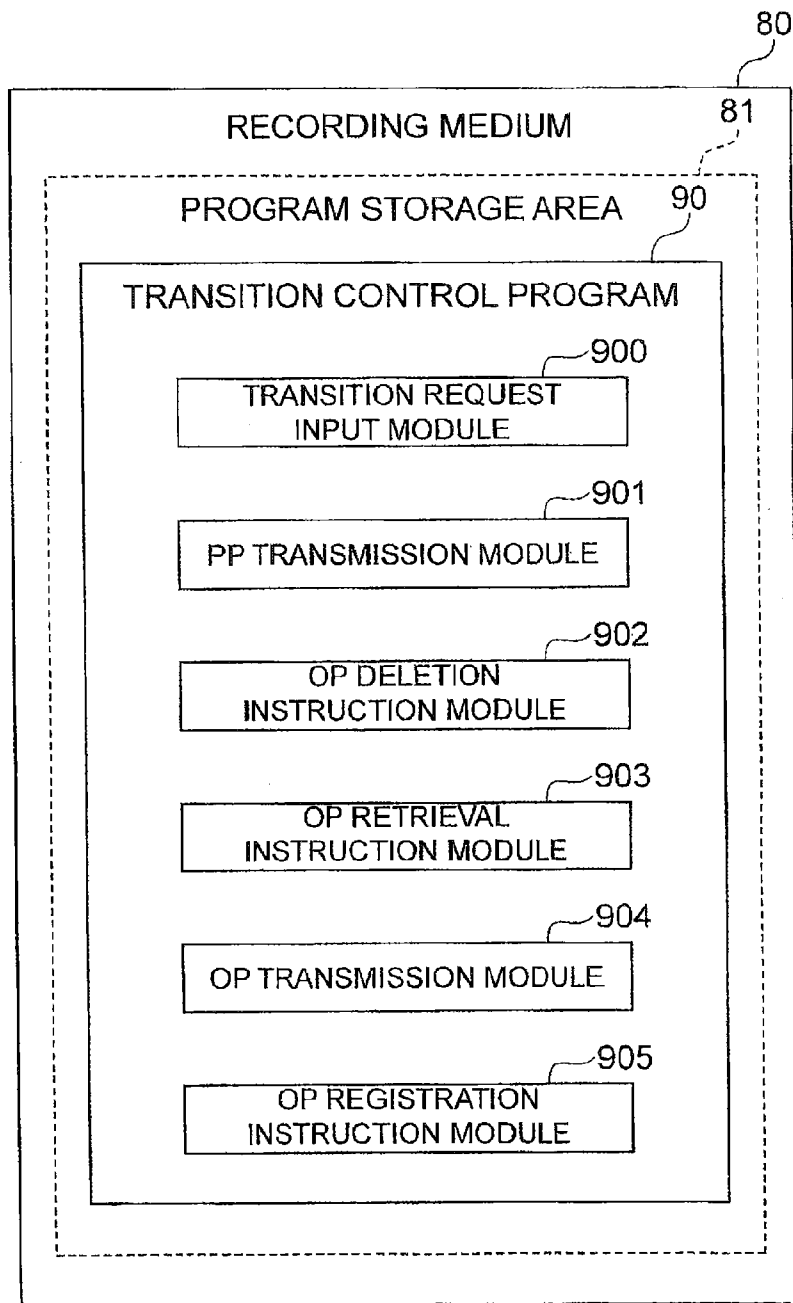 80
RECORDING MEDIUM
81
PROGRAM STORAGE AREA
90
TRANSITION CONTROL PROGRAM
900
TRANSITION REQUEST
INPUT MODULE
901
PP TRANSMISSION MODULE
902
OP DELETION
INSTRUCTION MODULE
903
OP RETRIEVAL
INSTRUCTION MODULE
904
OP TRANSMISSION MODULE
905
OP REGISTRATION
INSTRUCTION MODULE